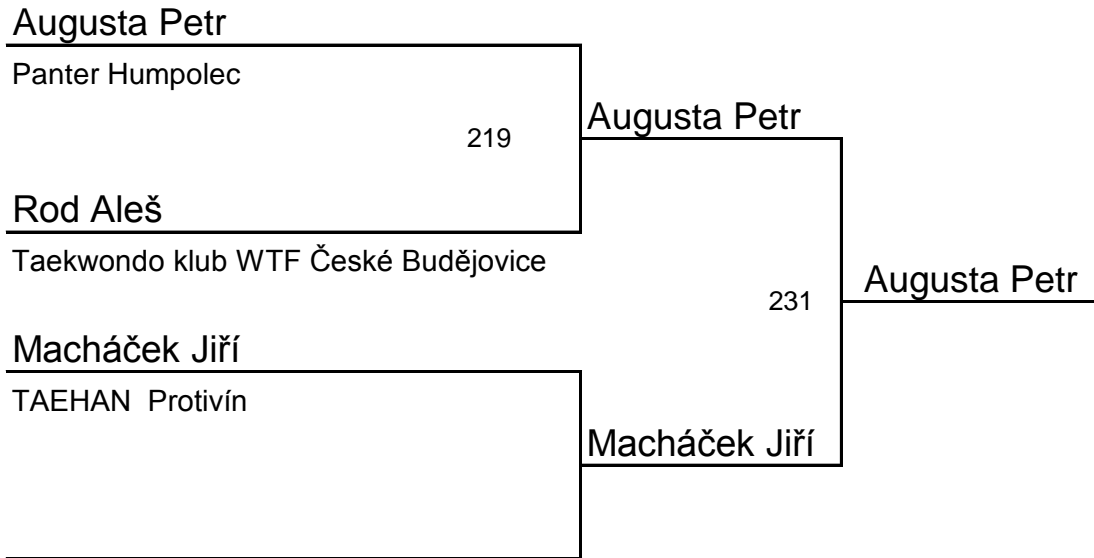 Augusta Petr
Panter Humpolec
219
Augusta Petr
Rod Aleš
Taekwondo klub WTF České Budějovice
231
Augusta Petr
Macháček Jiří
TAEHAN  Protivín
Macháček Jiří